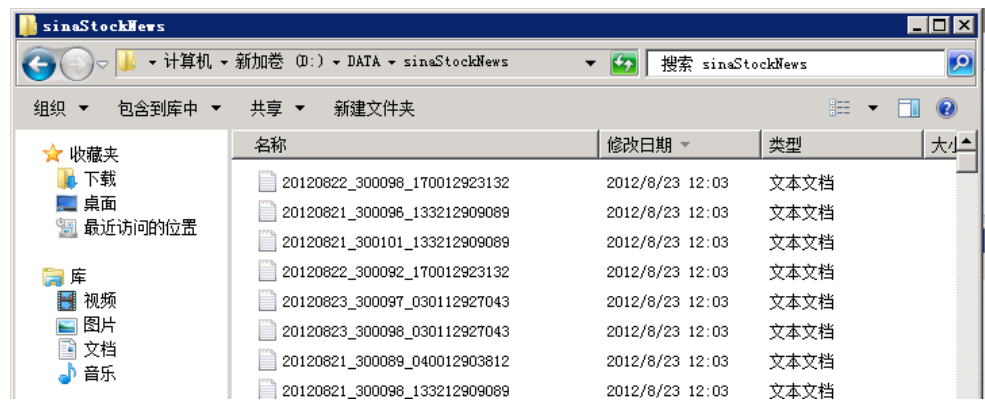 sinaStockNews
计算机 新加卷 (D:) DATA sinaStockNews 搜索 sinaStockNews
组织 包含到库中 共享 新建文件夹
收藏夹
下载
桌面
最近访问的位置
库
视频
图片
文档
音乐
名称 修改日期 类型 大小
20120822_300098_170012923132 2012/8/23 12:03 文本文档
20120821_300096_133212909089 2012/8/23 12:03 文本文档
20120821_300101_133212909089 2012/8/23 12:03 文本文档
20120822_300092_170012923132 2012/8/23 12:03 文本文档
20120823_300097_030112927043 2012/8/23 12:03 文本文档
20120823_300098_030112927043 2012/8/23 12:03 文本文档
20120821_300089_040012903812 2012/8/23 12:03 文本文档
20120821_300098_133212909089 2012/8/23 12:03 文本文档